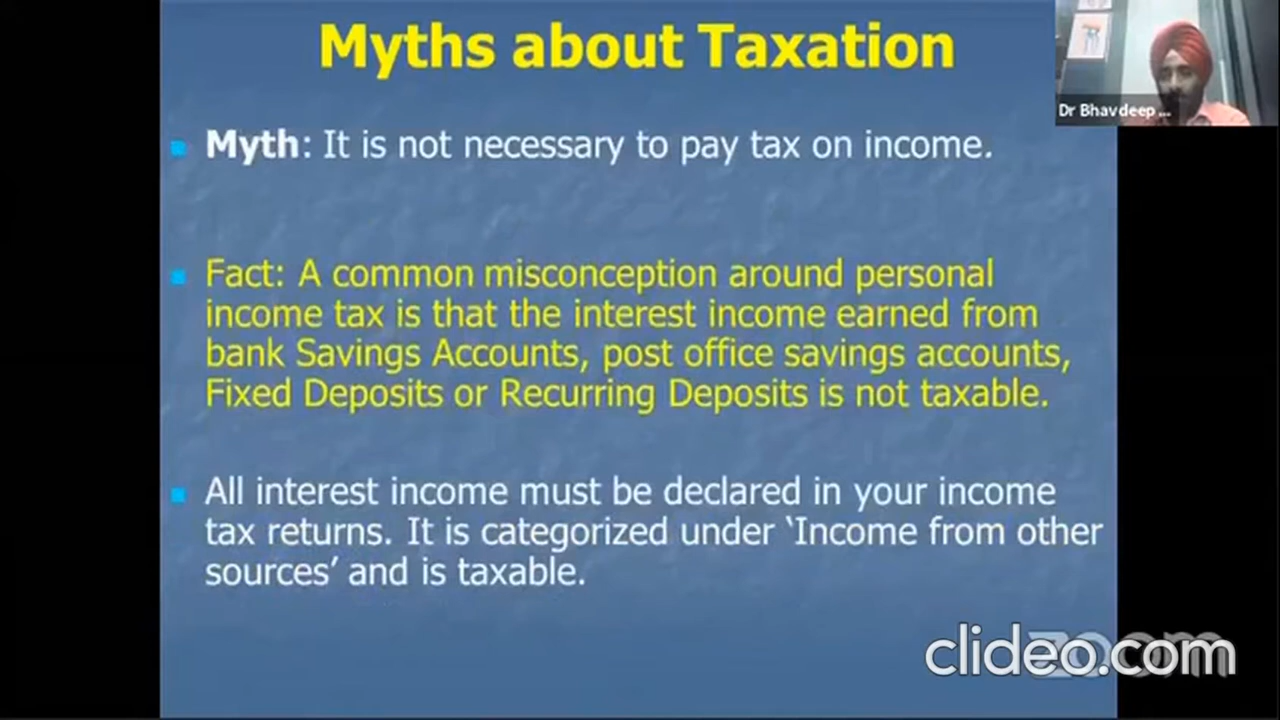 Myths about Taxation
Dr Bhavdeep ...
Myth: It is not necessary to pay tax on income.
Fact: A common misconception around personal
income tax is that the interest income earned from
bank Savings Accounts, post office savings accounts,
Fixed Deposits or Recurring Deposits is not taxable.
All interest income must be declared in your income
tax returns. It is categorized under ‘Income from other
sources’ and is taxable.
zoom
clideo.com